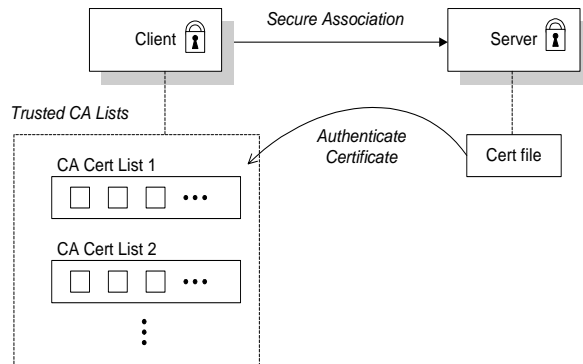 Secure Association
Client
Server
Trusted CA Lists
Authenticate
Certificate
Cert file
CA Cert List 1
CA Cert List 2